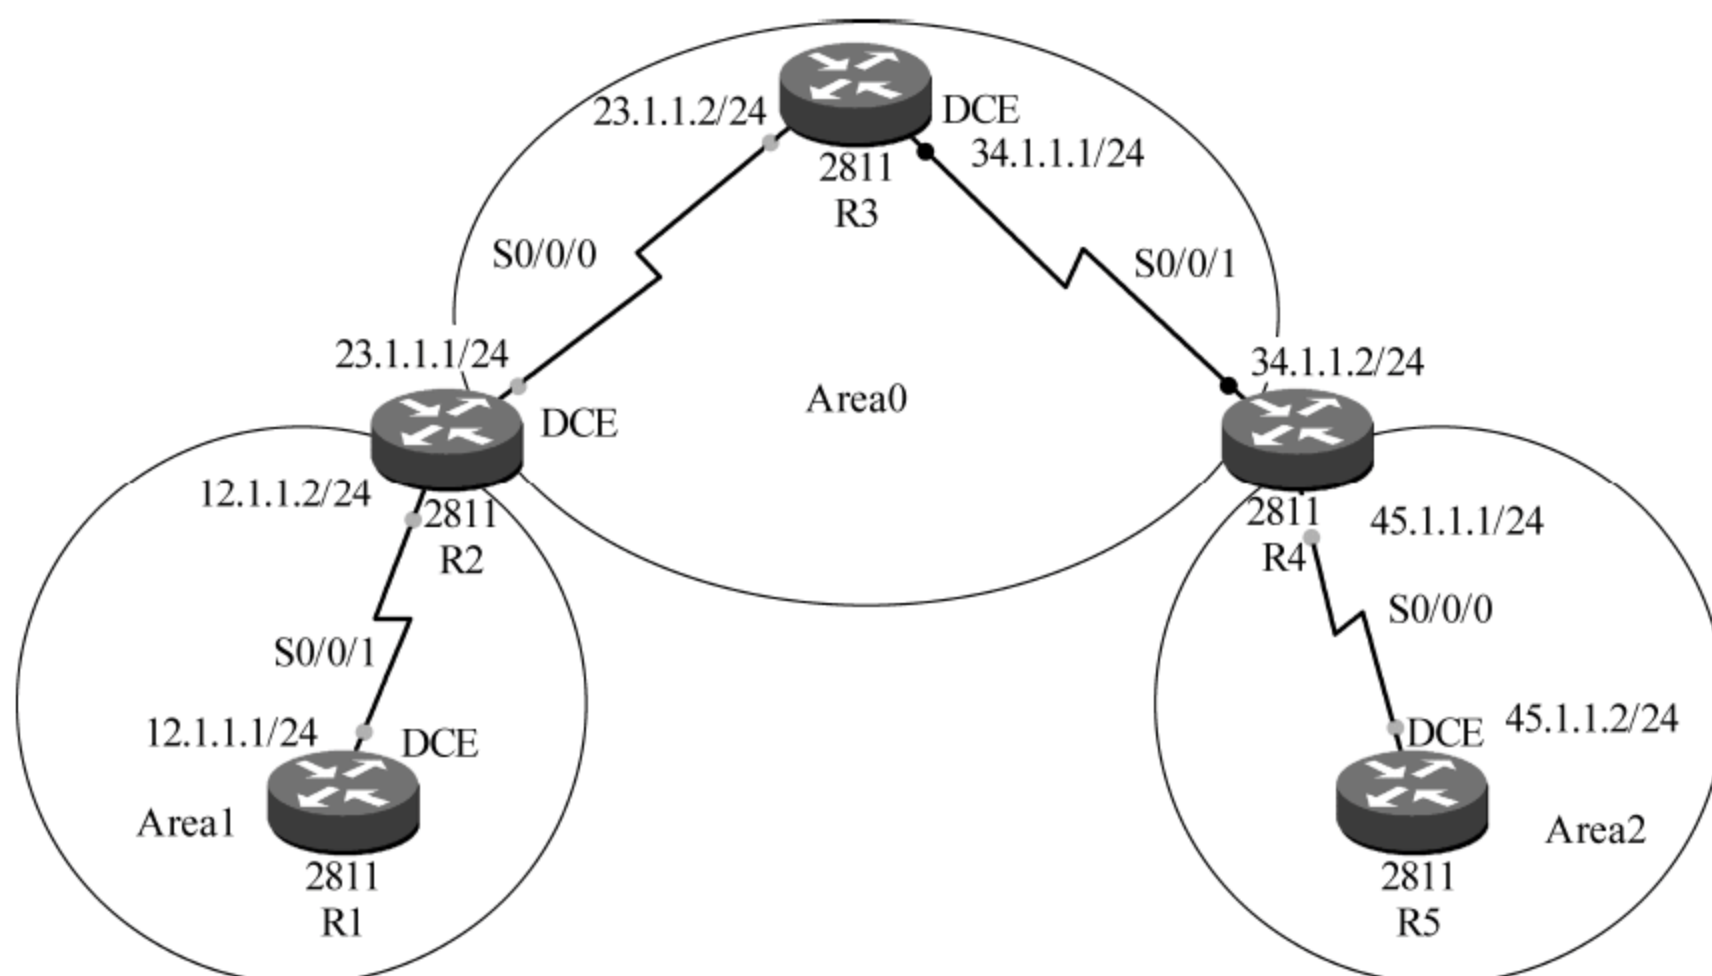 23.1.1.2/24
DCE
34.1.1.1/24
2811
R3
S0/0/0
S0/0/1
23.1.1.1/24
34.1.1.2/24
Area0
DCE
12.1.1.2/24
2811
R2
2811
R4
45.1.1.1/24
S0/0/0
S0/0/1
12.1.1.1/24
DCE
DCE
45.1.1.2/24
Area1
Area2
2811
R1
2811
R5